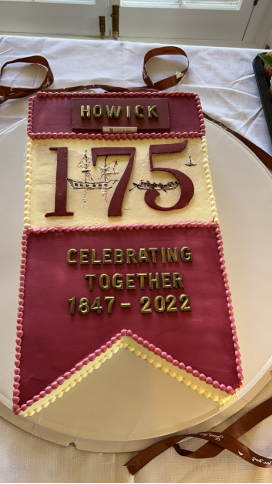 HOWICK
175
CELEBRATING
TOGETHER
1847 - 2022